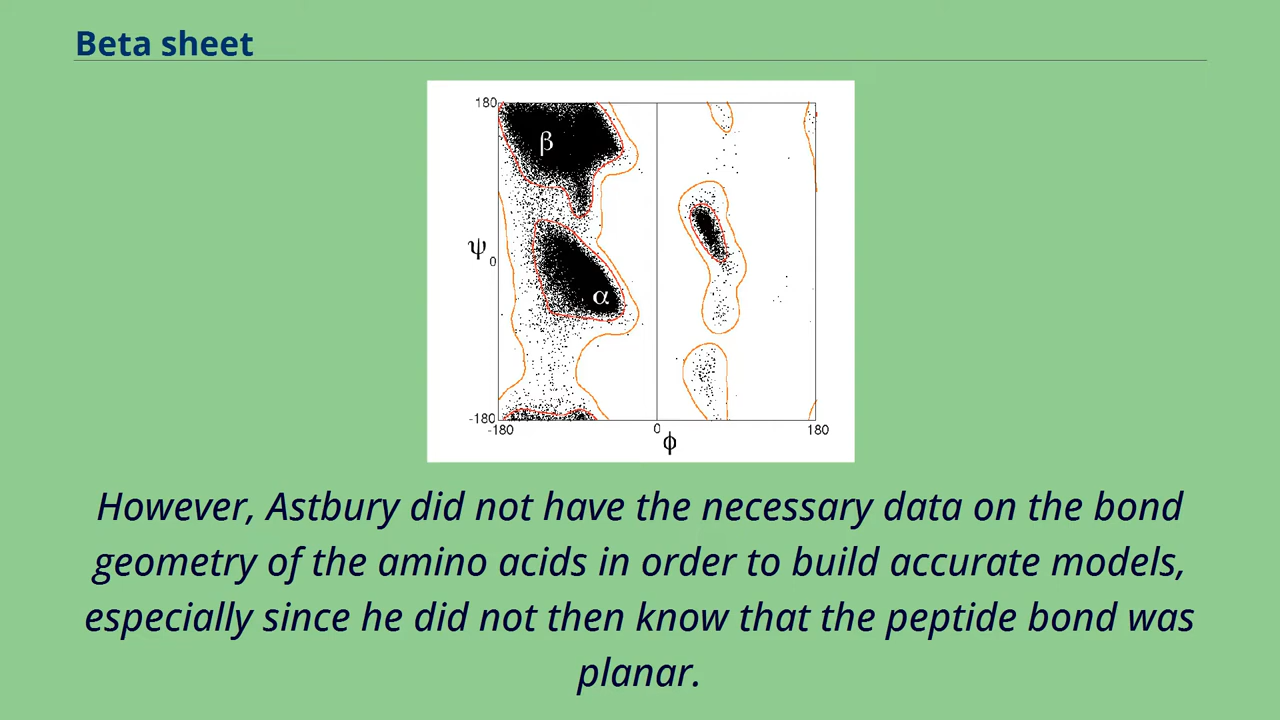 Beta sheet
180
β
ψ
0
α
-180
-180
0
180
ϕ
However, Astbury did not have the necessary data on the bond
geometry of the amino acids in order to build accurate models,
especially since he did not then know that the peptide bond was
planar.